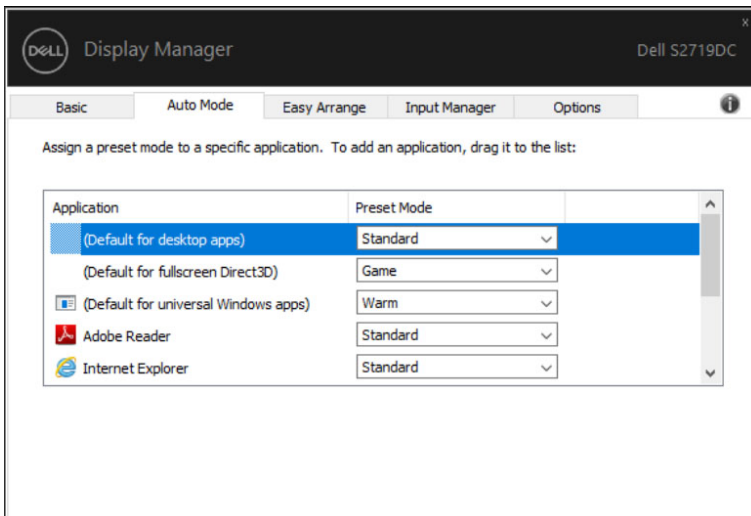 x
DELL Display Manager Dell S2719DC
Basic Auto Mode Easy Arrange Input Manager Options i
Assign a preset mode to a specific application. To add an application, drag it to the list:
Application Preset Mode
(Default for desktop apps) Standard
(Default for fullscreen Direct3D) Game
(Default for universal Windows apps) Warm
Adobe Reader Standard
Internet Explorer Standard